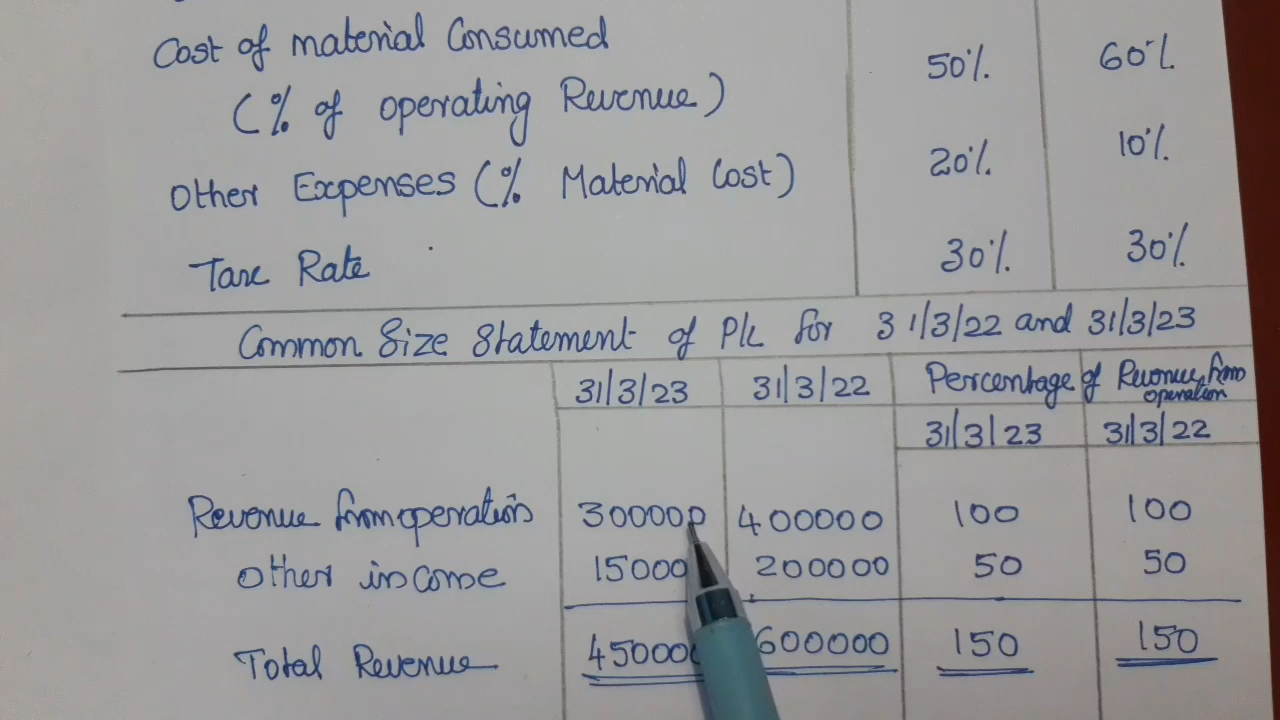 Cost of material Consumed 50% 60%
(% of operating Revenue)
Other Expenses (% Material Cost) 20% 10%
Tax Rate 30% 30%
Common Size Statement of P/L for 31/3/22 and 31/3/23
31/3/23 31/3/22 Percentage of Revenue from operation
31/3/23 31/3/22
Revenue from operation 300000 400000 100 100
Other income 15000 200000 50 50
Total Revenue 450000 600000 150 150